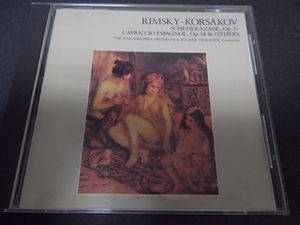 RIMSKY-KORSAKOV
SCHEHERAZADE, Op.35
CAPRICCIO ESPAGNOL, Op.34 & OTHERS
THE PHILADELPHIA ORCHESTRA, EUGENE ORMANDY, Conductor